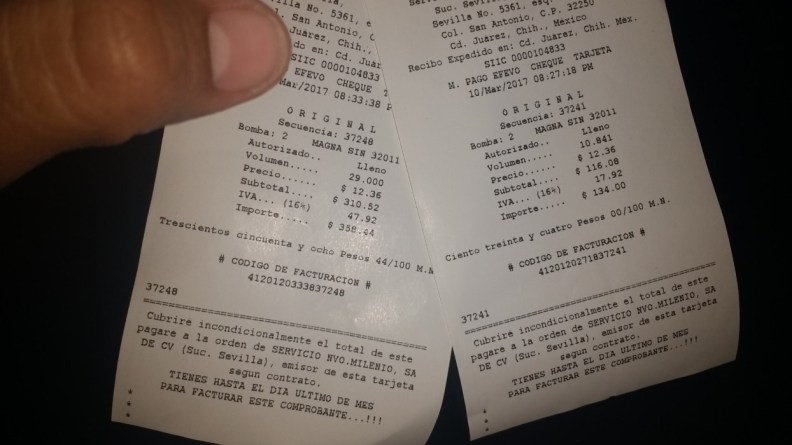 Sevilla No. 5361, e
Col. San Antonio, C
Juarez, Chih.,
do en: Cd. Juar
SIIC 0000104833
EFEVO CHEQUE T
Mar/2017 08:33:38 P
O R I G I N A L
Secuencia: 37248
Bomba: 2 MAGNA SIN 32011
Autorizado.. Lleno
Volumen..... 29.000
Precio...... $ 12.36
Subtotal.... $ 310.52
IVA... (16%) 47.92
Importe..... $ 358.44
Trescientos cincuenta y ocho Pesos 44/100 M.N
# CODIGO DE FACTURACION #
4120120333837248
37248
Cubrire incondicionalmente el total de este
pagare a la orden de SERVICIO NVO.MILENIO, SA
DE CV (Suc. Sevilla), emisor de esta tarjeta
segun contrato.
TIENES HASTA EL DIA ULTIMO DE MES
PARA FACTURAR ESTE COMPROBANTE...!!!
Suc. Sevilla
Sevilla No. 5361, esq.
Col. San Antonio, C.P. 32250
Cd. Juarez, Chih., Mexico
Recibo Expedido en: Cd. Juarez, Chih. Mex.
SIIC 0000104833
M. PAGO EFEVO CHEQUE TARJETA
10/Mar/2017 08:27:18 PM
O R I G I N A L
Secuencia: 37241
Bomba: 2 MAGNA SIN 32011
Autorizado.. Lleno
Volumen..... 10.841
Precio...... $ 12.36
Subtotal.... $ 116.08
IVA... (16%) 17.92
Importe..... $ 134.00
Ciento treinta y cuatro Pesos 00/100 M.N.
# CODIGO DE FACTURACION #
4120120271837241
37241
Cubrire incondicionalmente el total de este
pagare a la orden de SERVICIO NVO.MILENIO, SA
DE CV (Suc. Sevilla), emisor de esta tarjeta
segun contrato.
TIENES HASTA EL DIA ULTIMO DE MES
PARA FACTURAR ESTE COMPROBANTE...!!!